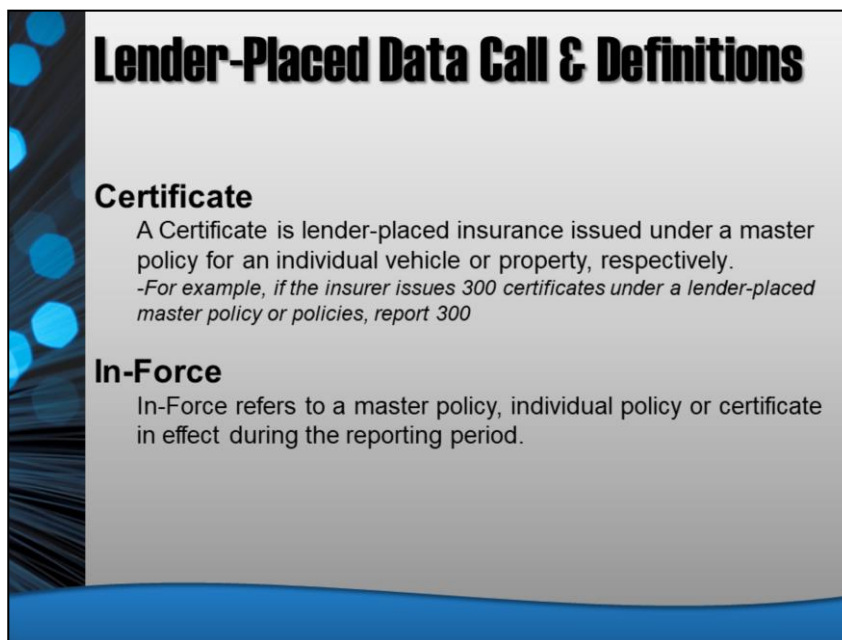 Lender-Placed Data Call & Definitions
Certificate
A Certificate is lender-placed insurance issued under a master
policy for an individual vehicle or property, respectively.
-For example, if the insurer issues 300 certificates under a lender-placed
master policy or policies, report 300
In-Force
In-Force refers to a master policy, individual policy or certificate
in effect during the reporting period.